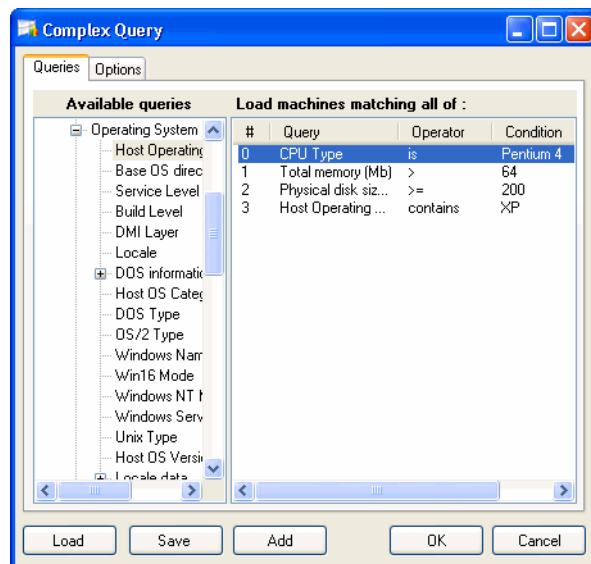 Complex Query
Queries Options
Available queries
Load machines matching all of :
Operating System
Host Operating
Base OS direc
Service Level
Build Level
DMI Layer
Locale
DOS informatic
Host OS Categ
DOS Type
OS/2 Type
Windows Nam
Win16 Mode
Windows NT
Windows Serv
Unix Type
Host OS Versi
Locale data
# Query Operator Condition
0 CPU Type is Pentium 4
1 Total memory (Mb) > 64
2 Physical disk siz... >= 200
3 Host Operating ... contains XP
Load Save Add OK Cancel